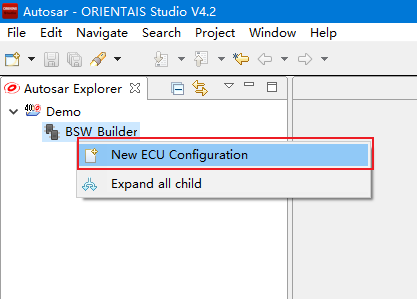 Autosar - ORIENTAIS Studio V4.2
File Edit Navigate Search Project Window Help
Autosar Explorer
Demo
BSW Builder
New ECU Configuration
Expand all child